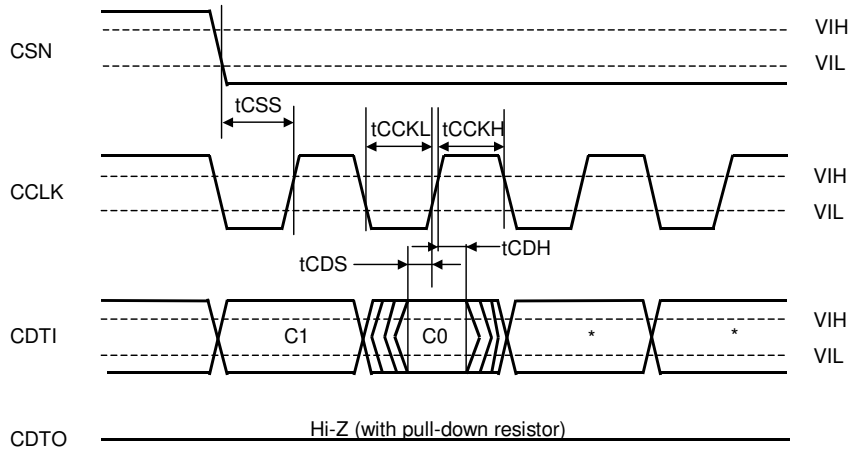 VIH
CSN
VIL
tCSS
tCCKL tCCKH
VIH
CCLK
VIL
tCDH
tCDS
VIH
CDTI C1 C0 * *
VIL
Hi-Z (with pull-down resistor)
CDTO